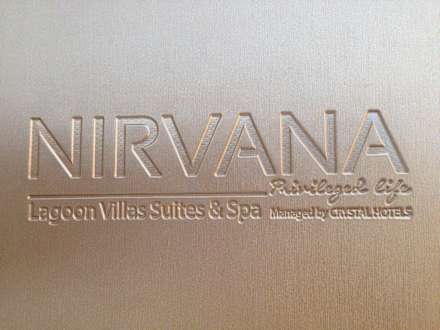 NIRVANA
Privileged life
Lagoon Villas Suites & Spa Managed by CRYSTAL HOTELS